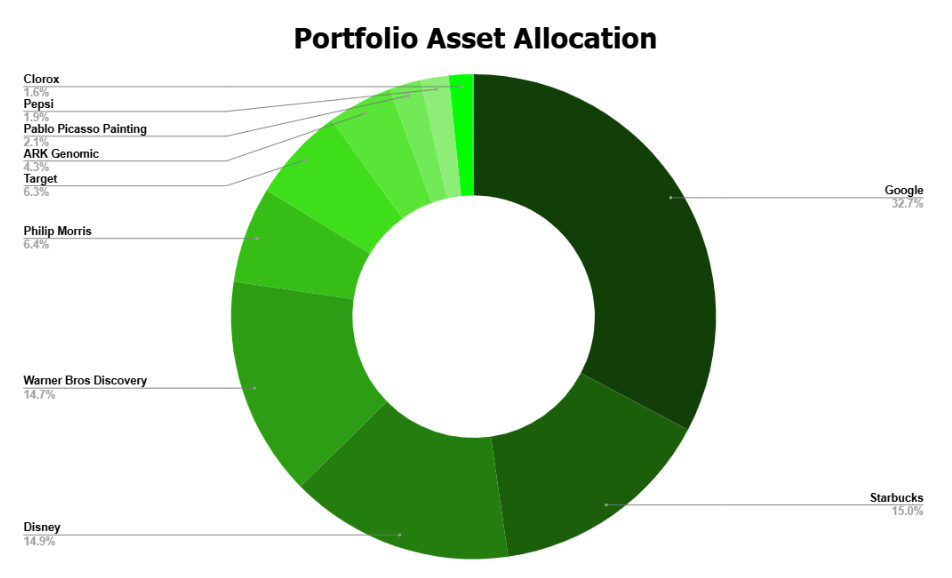 Portfolio Asset Allocation
Clorox
1.6%
Pepsi
1.9%
Pablo Picasso Painting
2.1%
ARK Genomic
4.3%
Target
6.3%
Philip Morris
6.4%
Warner Bros Discovery
14.7%
Disney
14.9%
Google
32.7%
Starbucks
15.0%